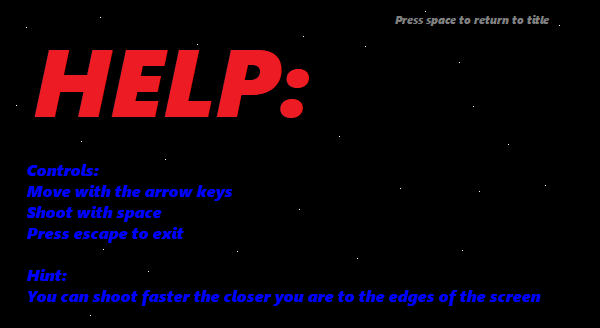 Press space to return to title
HELP:
Controls:
Move with the arrow keys
Shoot with space
Press escape to exit
Hint:
You can shoot faster the closer you are to the edges of the screen